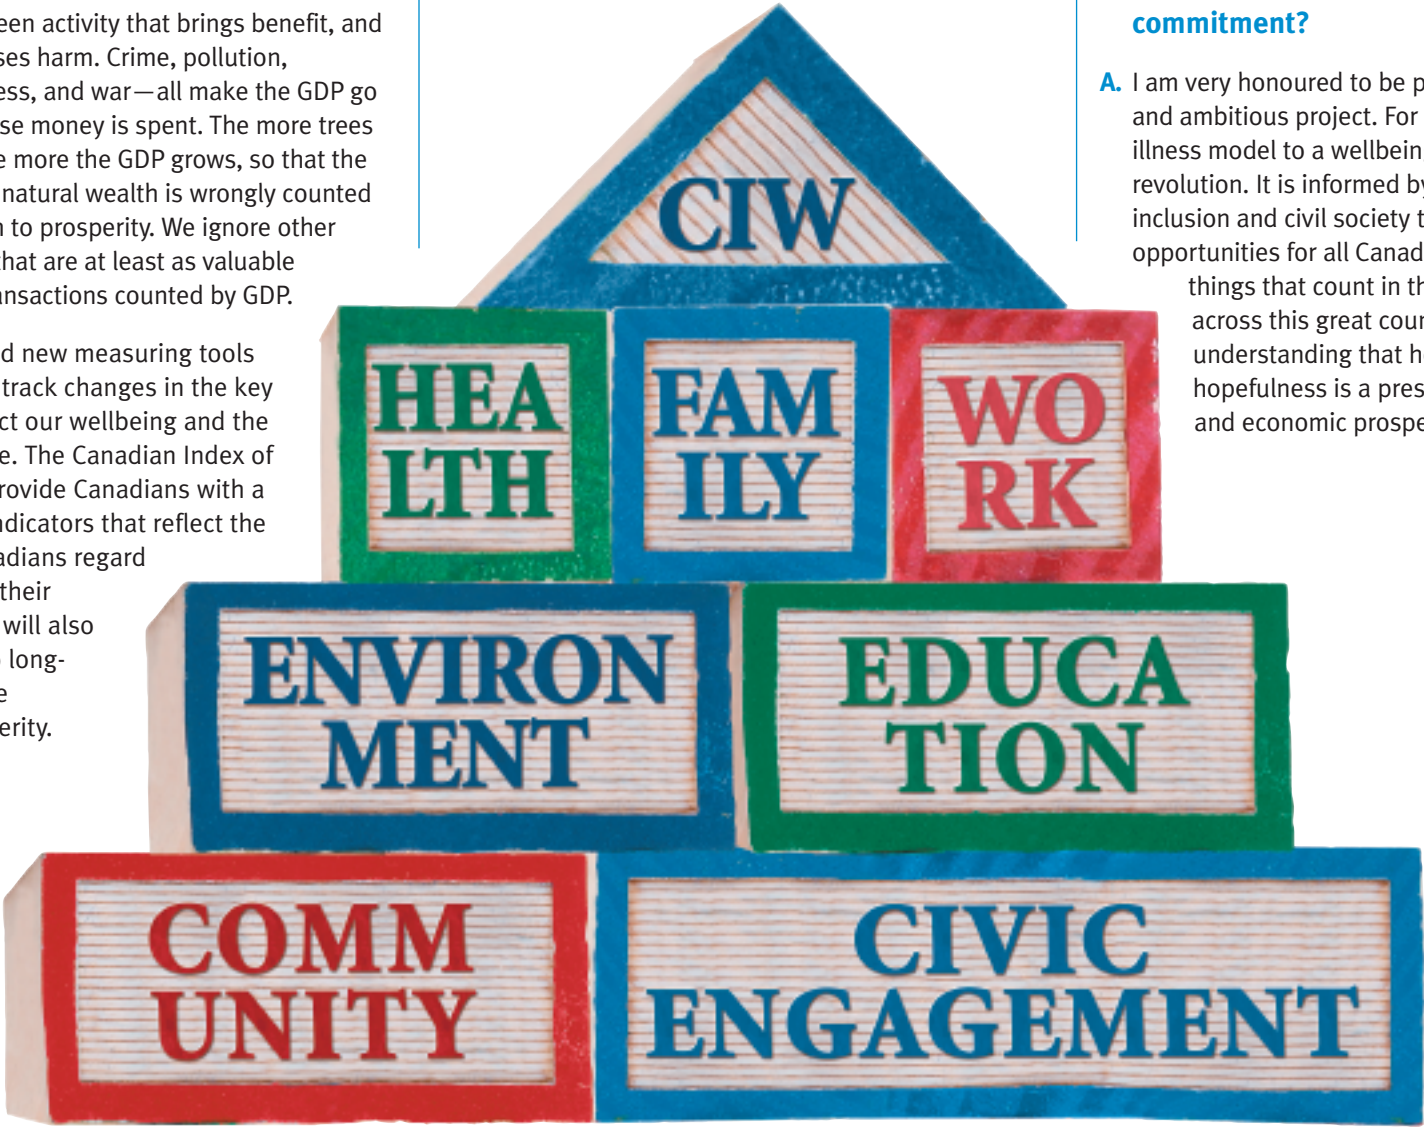 een activity that brings benefit, and
ses harm. Crime, pollution,
ess, and war—all make the GDP go
se money is spent. The more trees
e more the GDP grows, so that the
natural wealth is wrongly counted
n to prosperity. We ignore other
that are at least as valuable
ansactions counted by GDP.
d new measuring tools
track changes in the key
ct our wellbeing and the
e. The Canadian Index of
rovide Canadians with a
ndicators that reflect the
adians regard
their
will also
long-
e
erity.
commitment?
A. I am very honoured to be p
and ambitious project. For
illness model to a wellbein
revolution. It is informed by
inclusion and civil society t
opportunities for all Canad
things that count in th
across this great coun
understanding that he
hopefulness is a pres
and economic prospe
CIW
HEA
LTH
FAM
ILY
WO
RK
ENVIRON
MENT
EDUCA
TION
COMM
UNITY
CIVIC
ENGAGEMENT